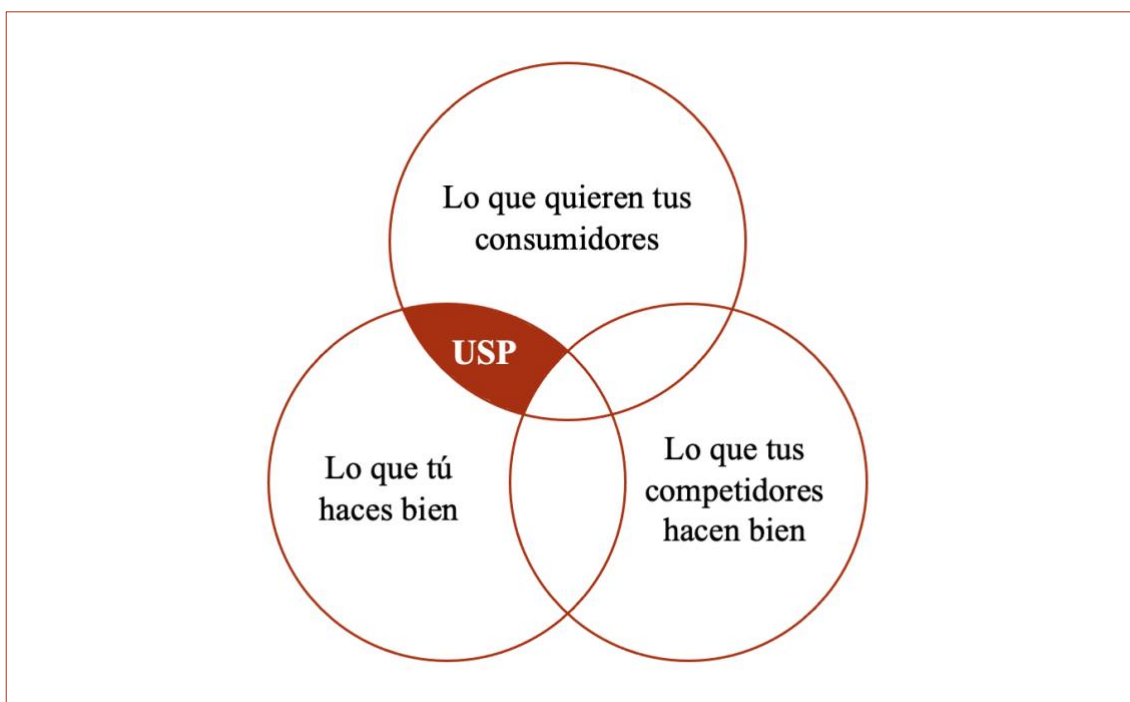 Lo que quieren tus
consumidores
USP
Lo que tú
haces bien
Lo que tus
competidores
hacen bien